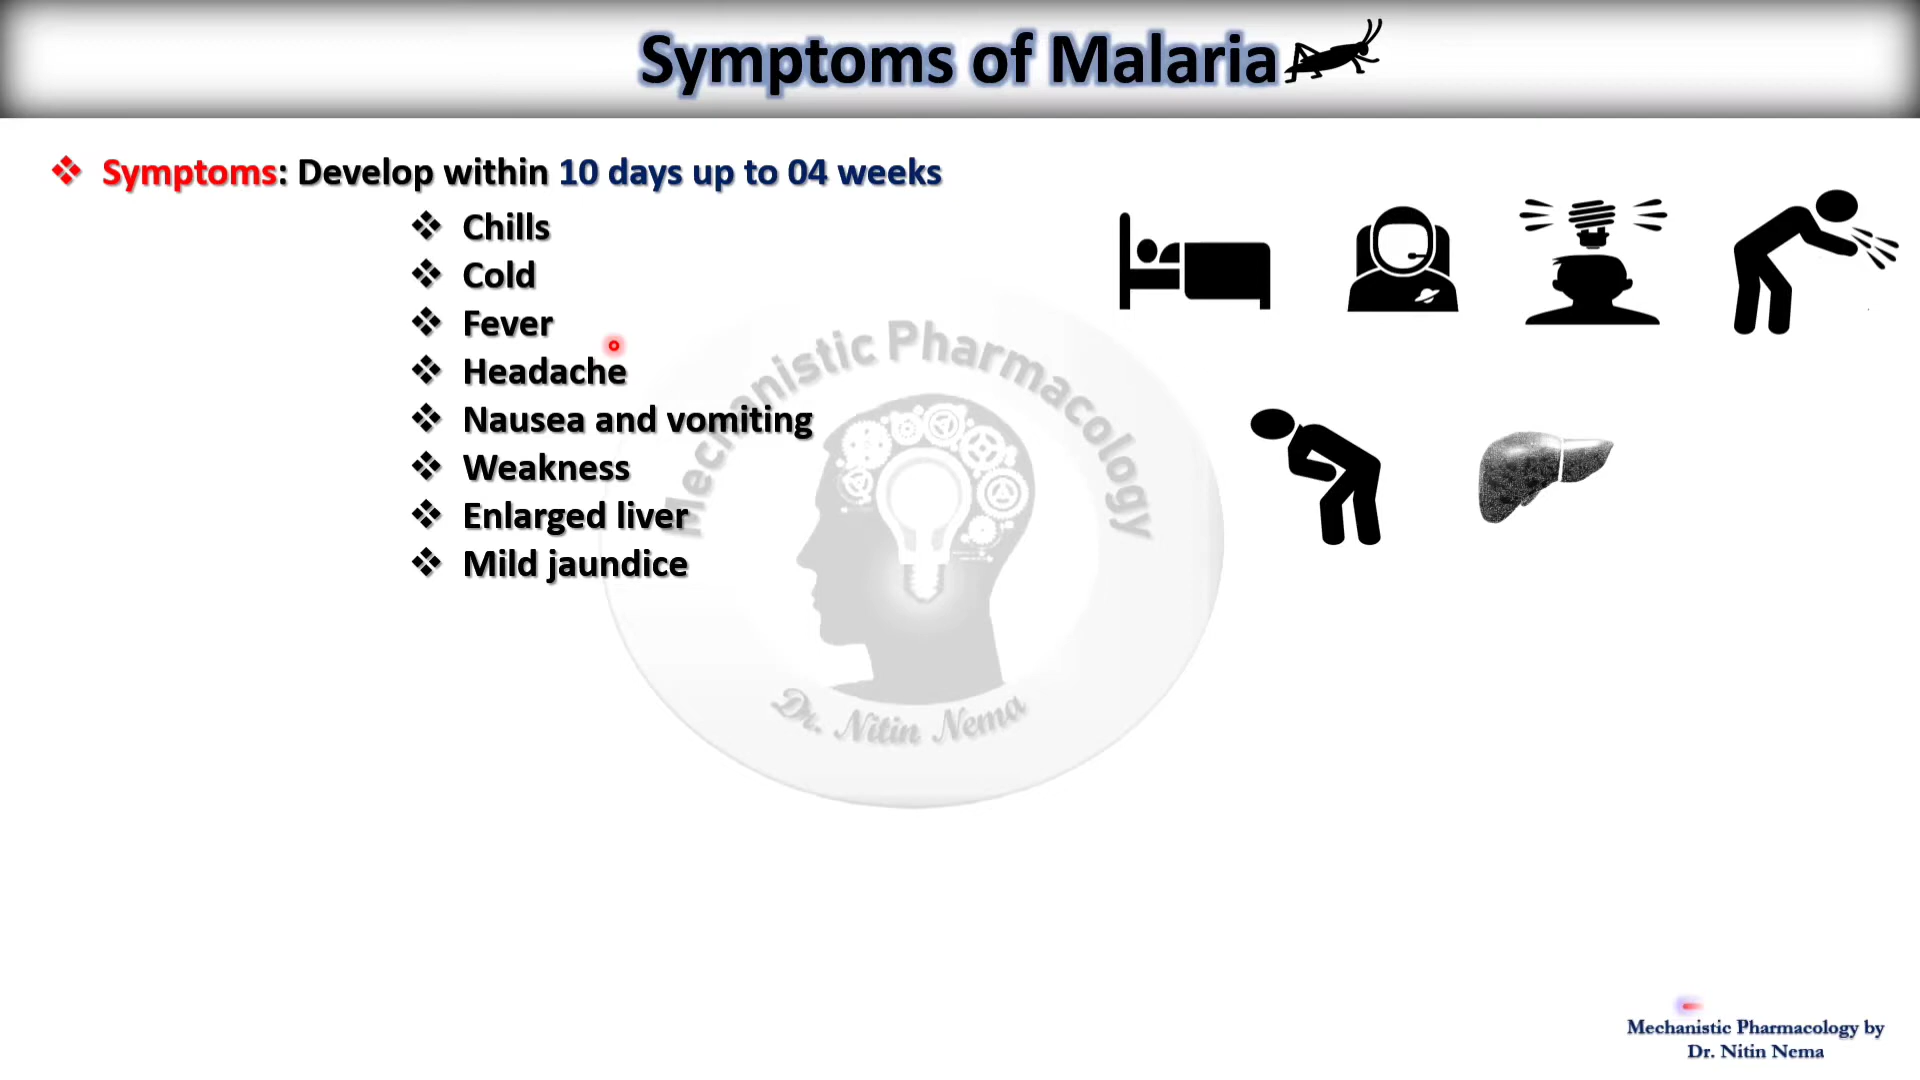 Symptoms of Malaria
❖ Symptoms: Develop within 10 days up to 04 weeks
❖ Chills
❖ Cold
❖ Fever
❖ Headache
❖ Nausea and vomiting
❖ Weakness
❖ Enlarged liver
❖ Mild jaundice
Mechanistic Pharmacology
Dr. Nitin Nema
Mechanistic Pharmacology by
Dr. Nitin Nema